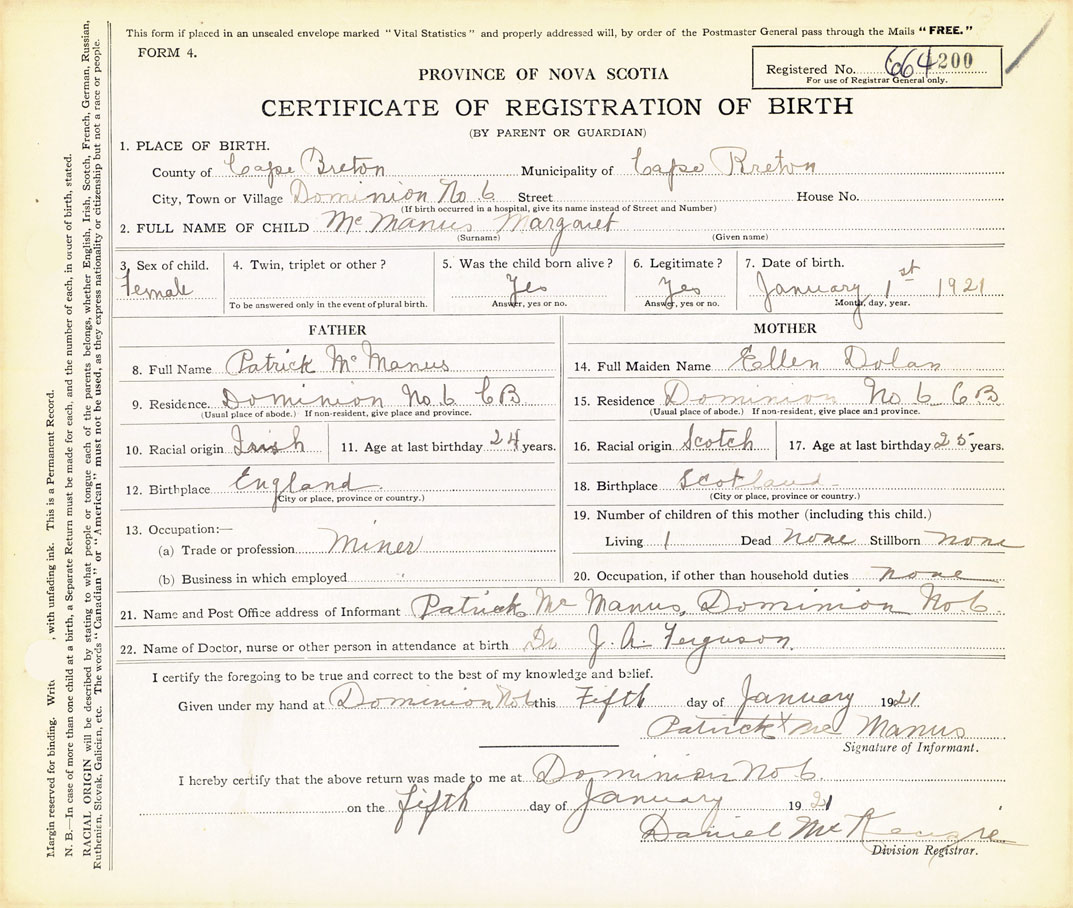 This form if placed in an unsealed envelope marked "Vital Statistics" and properly addressed will, by order of the Postmaster General pass through the Mails "FREE."
FORM 4.
Registered No. 664 200
For use of Registrar General only.
PROVINCE OF NOVA SCOTIA
CERTIFICATE OF REGISTRATION OF BIRTH
(BY PARENT OR GUARDIAN)
1. PLACE OF BIRTH.
County of Cape Breton Municipality of Cape Breton
City, Town or Village Dominion No 6 Street House No.
(If birth occurred in a hospital, give its name instead of Street and Number)
2. FULL NAME OF CHILD McManus Margaret
(Surname) (Given name)
3. Sex of child. 4. Twin, triplet or other ? 5. Was the child born alive ? 6. Legitimate ? 7. Date of birth.
Female Yes Yes January 1st 1921
To be answered only in the event of plural birth. Answer, yes or no. Answer, yes or no. Month, day, year.
FATHER
8. Full Name Patrick McManus
9. Residence. Dominion No. 6 C B
(Usual place of abode.) If non-resident, give place and province.
10. Racial origin Irish 11. Age at last birthday 24 years.
12. Birthplace England
(City or place, province or country.)
13. Occupation:—
(a) Trade or profession Miner
(b) Business in which employed
MOTHER
14. Full Maiden Name Ellen Dolan
15. Residence Dominion No 6 C B.
(Usual place of abode.) If non-resident, give place and province.
16. Racial origin Scotch 17. Age at last birthday 25 years.
18. Birthplace Scotland
(City or place, province or country.)
19. Number of children of this mother (including this child.)
Living 1 Dead None Stillborn none
20. Occupation, if other than household duties none
21. Name and Post Office address of Informant Patrick McManus, Dominion No 6.
22. Name of Doctor, nurse or other person in attendance at birth Dr J. A. Ferguson.
I certify the foregoing to be true and correct to the best of my knowledge and belief.
Given under my hand at Dominion No 6 this Fifth day of January 1921.
Patrick X McManus
Signature of Informant.
I hereby certify that the above return was made to me at Dominion No 6.
on the fifth day of January 1921
Daniel McKenzie
Division Registrar.
Margin reserved for binding. with unfading ink. This is a Permanent Record.
N. B.—In case of more than one child at a birth, a Separate Return must be made for each, and the number of each, in order of birth, stated.
RACIAL ORIGIN will be described by stating to what people or tongue each of the parents belongs, whether English, Irish, Scotch, French, German, Russian,
Ruthenian, Slovak, Galician, etc. The words "Canadian" or "American" must not be used, as they express nationality or citizenship but not a race or people.